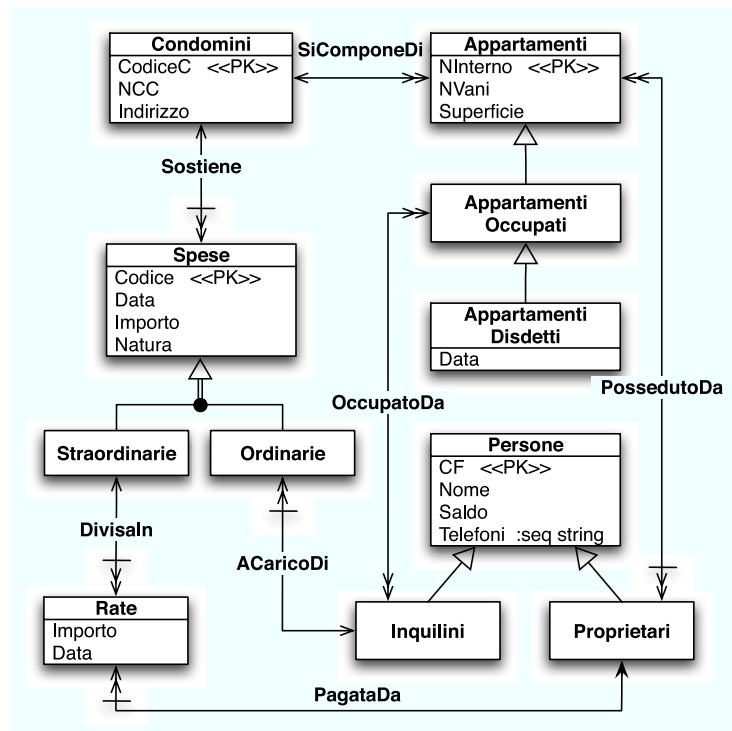 Condomini
CodiceC <<PK>>
NCC
Indirizzo
SiComponeDi
Appartamenti
NInterno <<PK>>
NVani
Superficie
Sostiene
Appartamenti
Occupati
Spese
Codice <<PK>>
Data
Importo
Natura
Appartamenti
Disdetti
Data
PossedutoDa
OccupatoDa
Straordinarie
Ordinarie
Persone
CF <<PK>>
Nome
Saldo
Telefoni :seq string
DivisaIn
ACaricoDi
Rate
Importo
Data
Inquilini
Proprietari
PagataDa